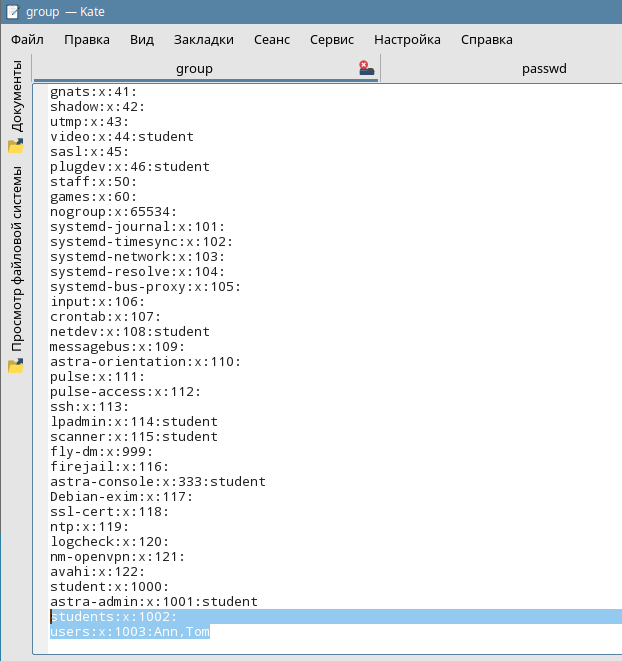 group — Kate
Файл Правка Вид Закладки Сеанс Сервис Настройка Справка
group passwd
Документы
Просмотр файловой системы
gnats:x:41:
shadow:x:42:
utmp:x:43:
video:x:44:student
sasl:x:45:
plugdev:x:46:student
staff:x:50:
games:x:60:
nogroup:x:65534:
systemd-journal:x:101:
systemd-timesync:x:102:
systemd-network:x:103:
systemd-resolve:x:104:
systemd-bus-proxy:x:105:
input:x:106:
crontab:x:107:
netdev:x:108:student
messagebus:x:109:
astra-orientation:x:110:
pulse:x:111:
pulse-access:x:112:
ssh:x:113:
lpadmin:x:114:student
scanner:x:115:student
fly-dm:x:999:
firejail:x:116:
astra-console:x:333:student
Debian-exim:x:117:
ssl-cert:x:118:
ntp:x:119:
logcheck:x:120:
nm-openvpn:x:121:
avahi:x:122:
student:x:1000:
astra-admin:x:1001:student
students:x:1002:
users:x:1003:Ann,Tom